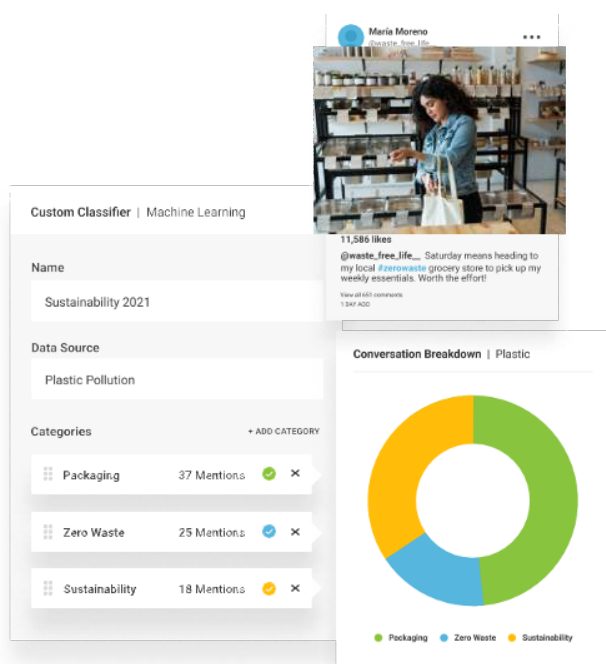 María Moreno
@waste_free_life__
11,586 likes
@waste_free_life__ Saturday means heading to
my local #zerowaste grocery store to pick up my
weekly essentials. Worth the effort!
View all 651 comments
1 DAY AGO
Custom Classifier | Machine Learning
Name
Sustainability 2021
Data Source
Plastic Pollution
Categories
+ ADD CATEGORY
Packaging 37 Mentions
Zero Waste 25 Mentions
Sustainability 18 Mentions
Conversation Breakdown | Plastic
Packaging Zero Waste Sustainability